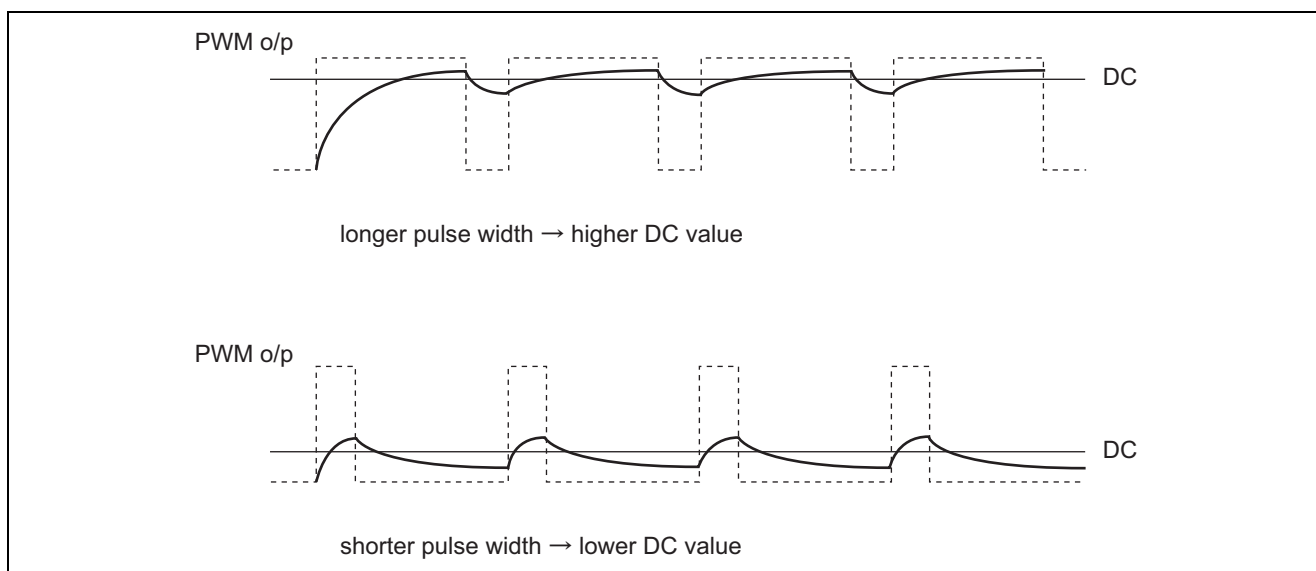 PWM o/p
DC
longer pulse width → higher DC value
PWM o/p
DC
shorter pulse width → lower DC value